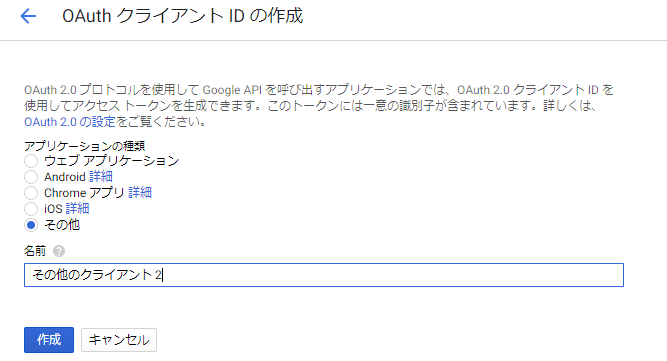 OAuth クライアント ID の作成
OAuth 2.0 プロトコルを使用して Google API を呼び出すアプリケーションでは、OAuth 2.0 クライアント ID を
使用してアクセス トークンを生成できます。このトークンには一意の識別子が含まれています。詳しくは、
OAuth 2.0 の設定をご覧ください。
アプリケーションの種類
ウェブ アプリケーション
Android 詳細
Chrome アプリ 詳細
iOS 詳細
その他
名前 ?
その他のクライアント 2
作成 キャンセル